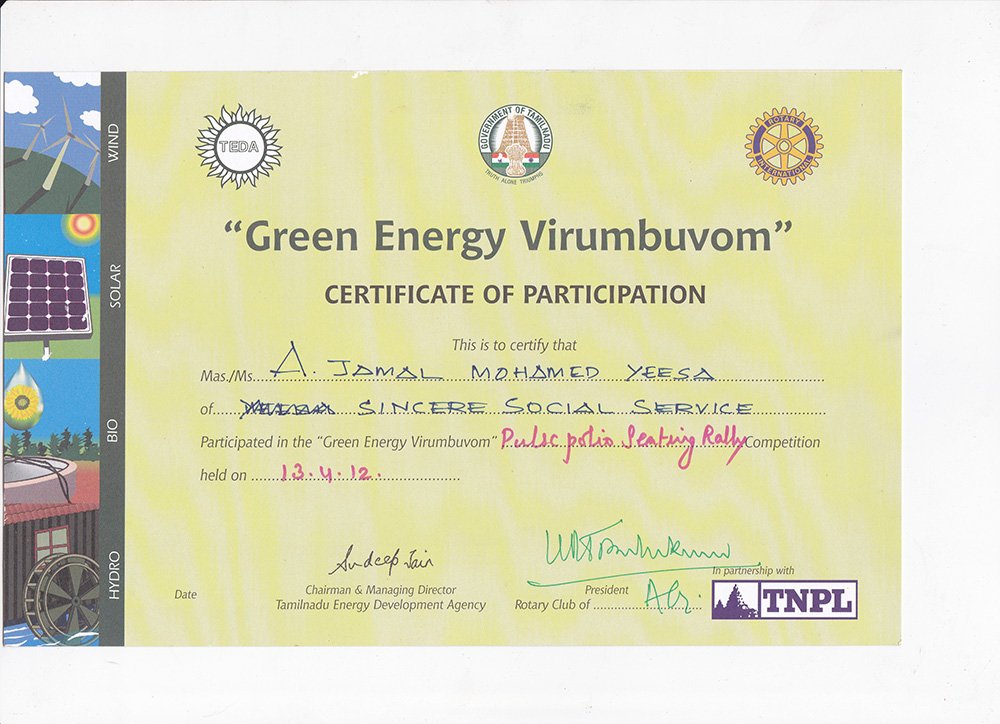 WIND
SOLAR
BIO
HYDRO
TEDA
GOVERNMENT OF TAMILNADU
TRUTH ALONE TRIUMPHS
ROTARY
INTERNATIONAL
“Green Energy Virumbuvom”
CERTIFICATE OF PARTICIPATION
This is to certify that
Mas./Ms. A. JAMAL MOHAMED YEESA
of SINCERE SOCIAL SERVICE
Participated in the “Green Energy Virumbuvom” Pulse polio Seating Rally Competition
held on 13.4.12.
Sudeep Jain
Date
Chairman & Managing Director
Tamilnadu Energy Development Agency
President
Rotary Club of
In partnership with
TNPL